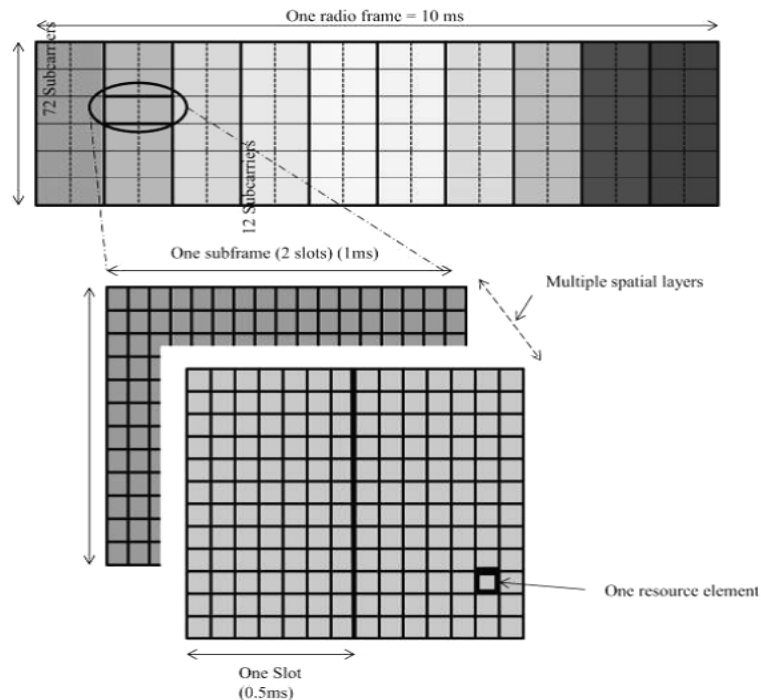 One radio frame = 10 ms
72 Subcarriers
12 Subcarriers
One subframe (2 slots) (1ms)
Multiple spatial layers
One resource element
One Slot
(0.5ms)